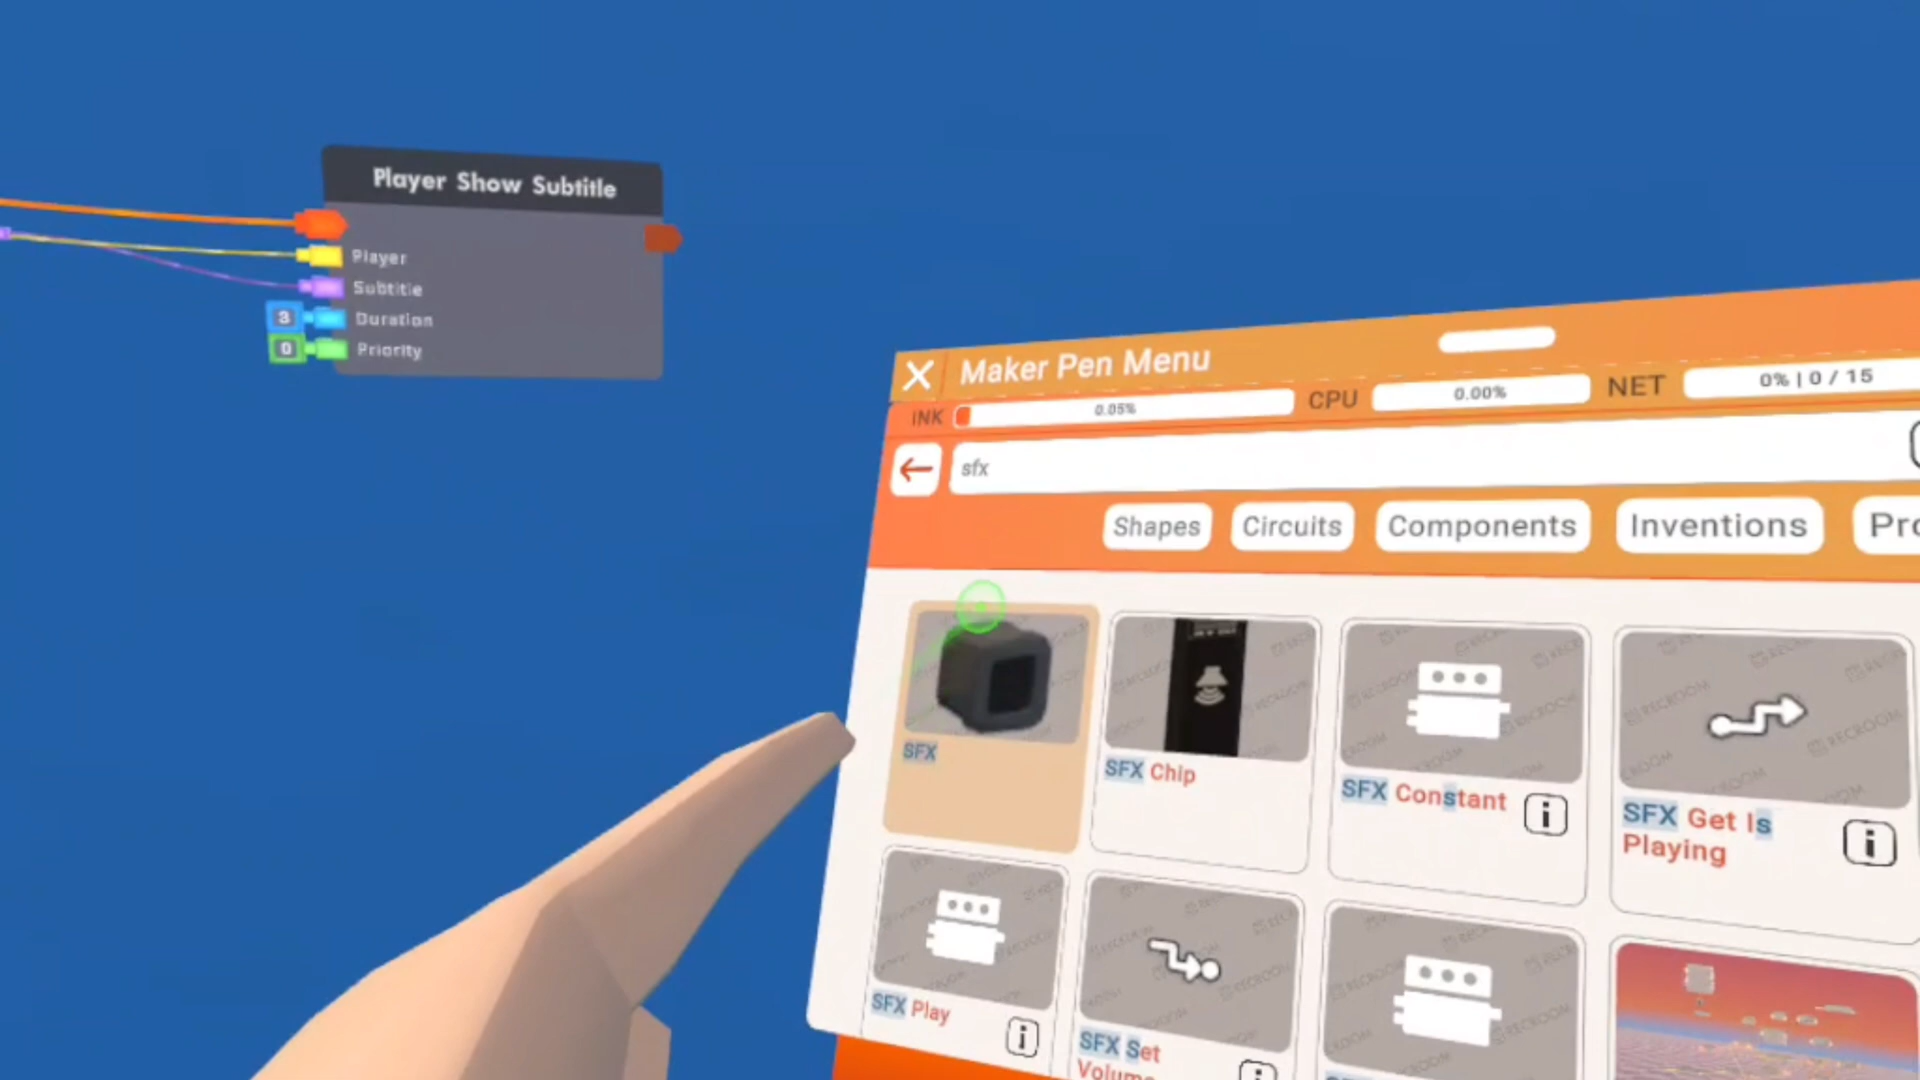 Player Show Subtitle
Player
Subtitle
3 Duration
0 Priority
Maker Pen Menu
INK 0.05% CPU 0.00% NET 0% | 0 / 15
sfx
Shapes Circuits Components Inventions
SFX
SFX Chip
SFX Constant
SFX Get Is
Playing
SFX Play
SFX Set